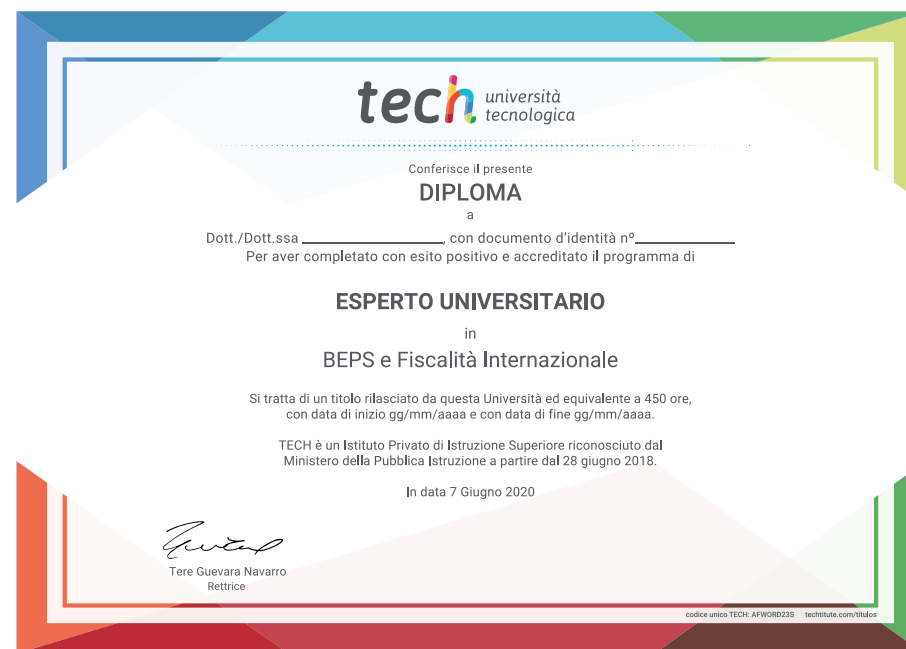 tech università
tecnologica
Conferisce il presente
DIPLOMA
a
Dott./Dott.ssa ____________________, con documento d'identità nº______________
Per aver completato con esito positivo e accreditato il programma di
ESPERTO UNIVERSITARIO
in
BEPS e Fiscalità Internazionale
Si tratta di un titolo rilasciato da questa Università ed equivalente a 450 ore,
con data di inizio gg/mm/aaaa e con data di fine gg/mm/aaaa.
TECH è un Istituto Privato di Istruzione Superiore riconosciuto dal
Ministero della Pubblica Istruzione a partire dal 28 giugno 2018.
In data 7 Giugno 2020
Tere Guevara Navarro
Rettrice
codice unico TECH: AFWORD23S techtitute.com/titulos